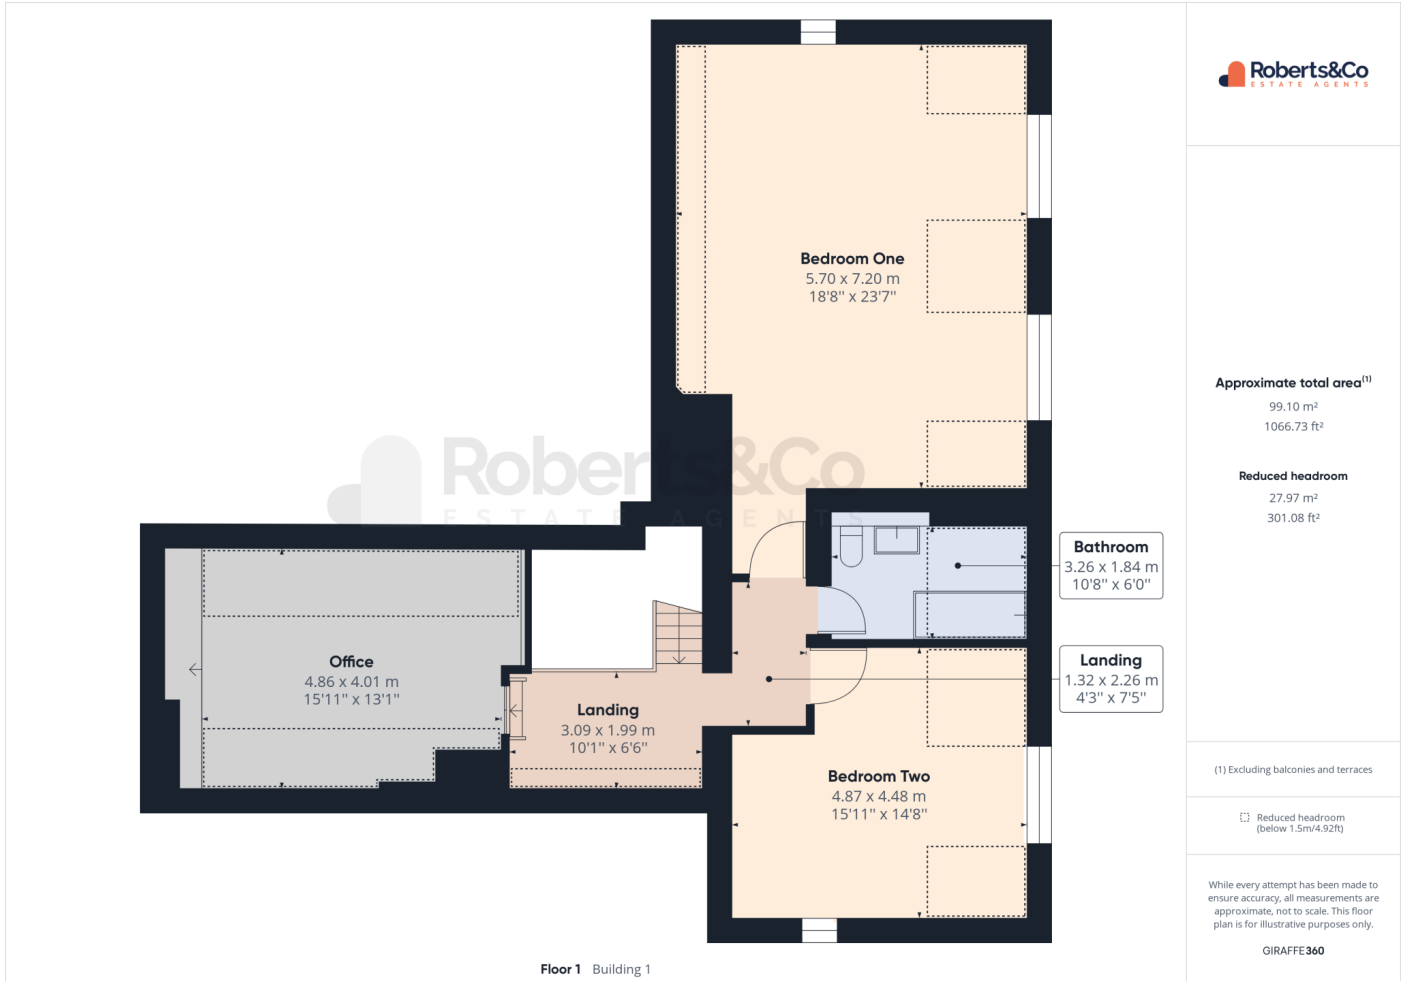 Bedroom One
5.70 x 7.20 m
18'8" x 23'7"
Roberts&Co
ESTATE AGENTS
Bathroom
3.26 x 1.84 m
10'8" x 6'0"
Office
4.86 x 4.01 m
15'11" x 13'1"
Landing
3.09 x 1.99 m
10'1" x 6'6"
Landing
1.32 x 2.26 m
4'3" x 7'5"
Bedroom Two
4.87 x 4.48 m
15'11" x 14'8"
Floor 1 Building 1
Roberts&Co
ESTATE AGENTS
Approximate total area(1)
99.10 m²
1066.73 ft²
Reduced headroom
27.97 m²
301.08 ft²
(1) Excluding balconies and terraces
Reduced headroom
(below 1.5m/4.92ft)
While every attempt has been made to
ensure accuracy, all measurements are
approximate, not to scale. This floor
plan is for illustrative purposes only.
GIRAFFE360